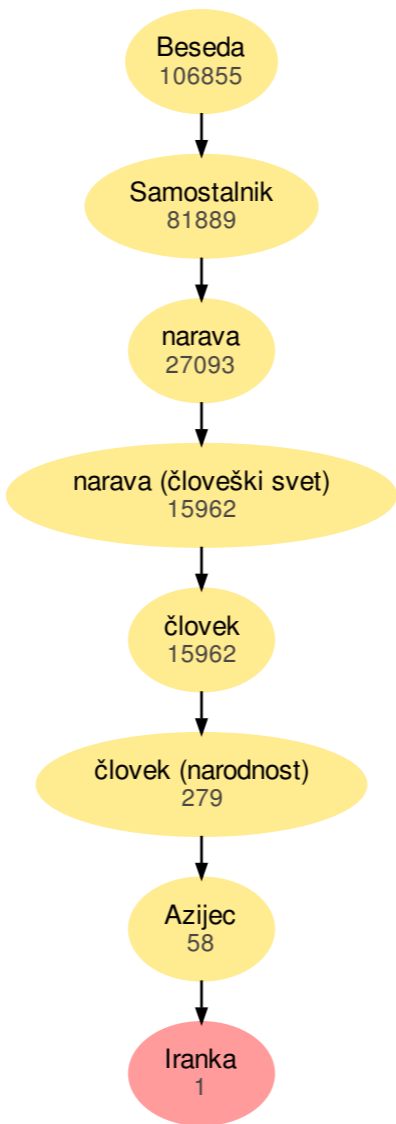 Beseda
106855
Samostalnik
81889
narava
27093
narava (človeški svet)
15962
človek
15962
človek (narodnost)
279
Azijec
58
Iranka
1